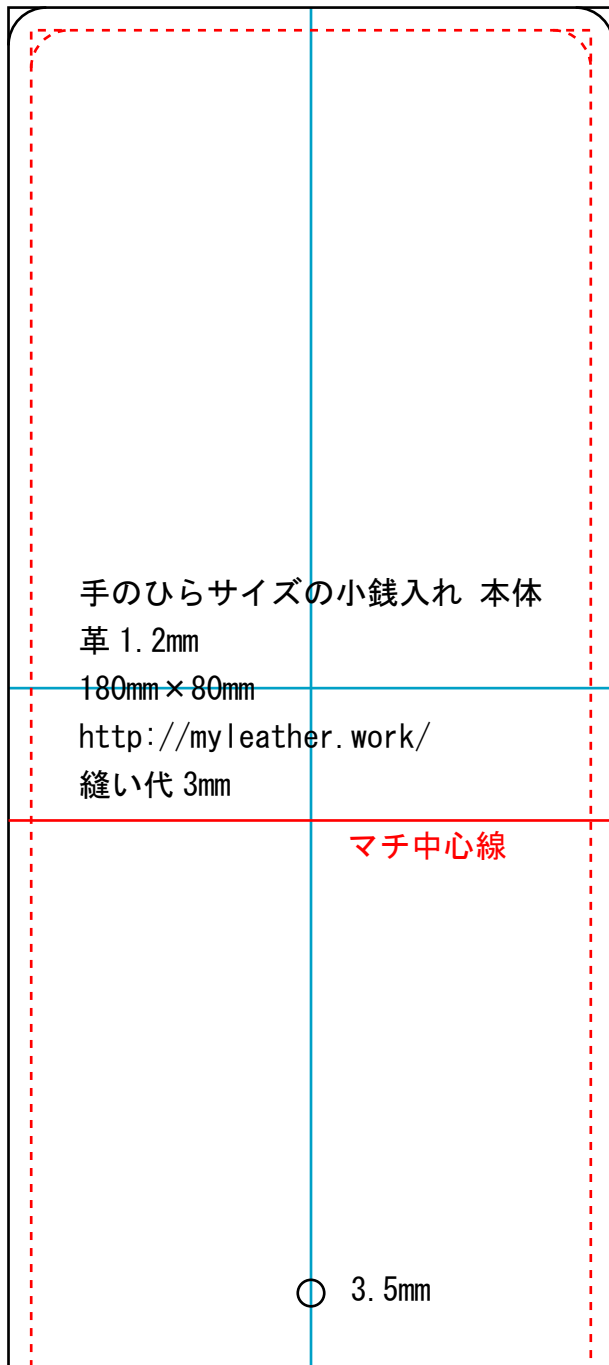 手のひらサイズの小銭入れ 本体
革 1.2mm
180mm×80mm
http://myleather.work/
縫い代 3mm
マチ中心線
3.5mm